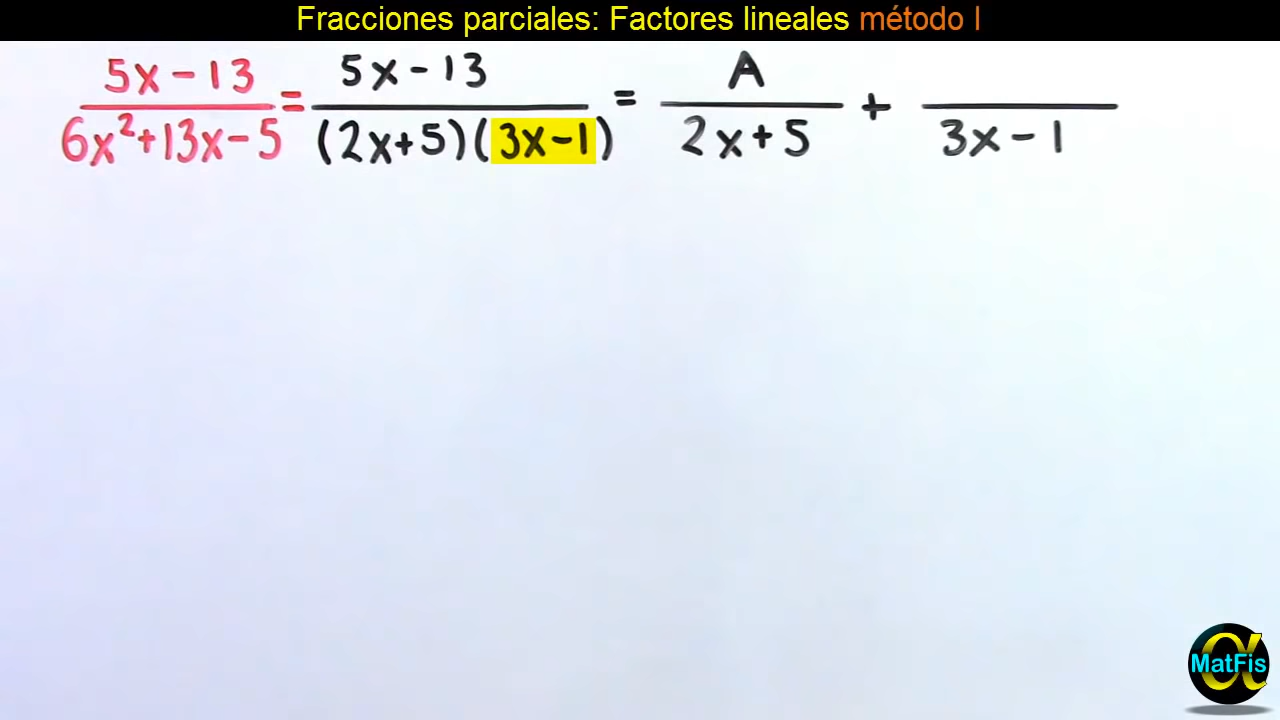 Fracciones parciales: Factores lineales método I
5x - 13 / 6x² + 13x - 5 = 5x - 13 / (2x + 5)(3x - 1) = A / 2x + 5 + / 3x - 1
MatFis